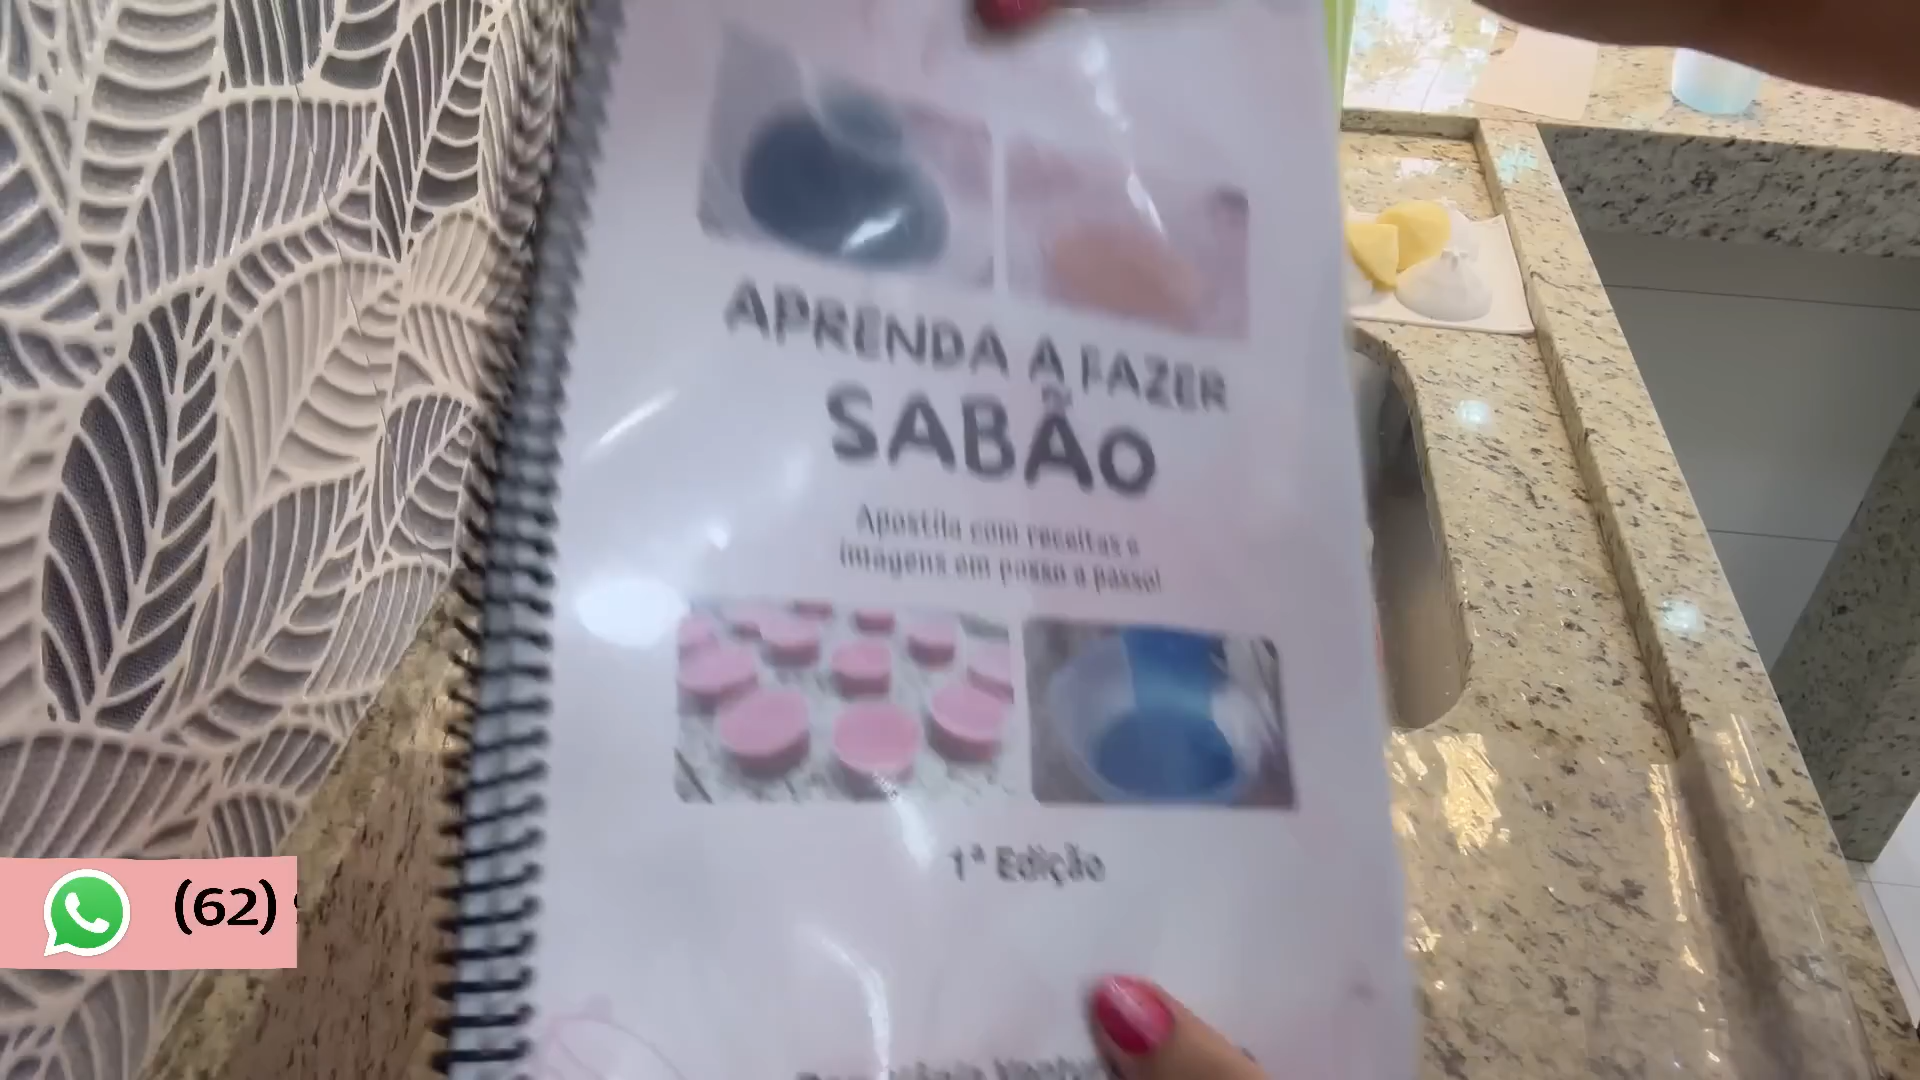 APRENDA A FAZER
SABÃO
Apostila com receitas e
imagens em passo a passo!
1ª Edição
(62)